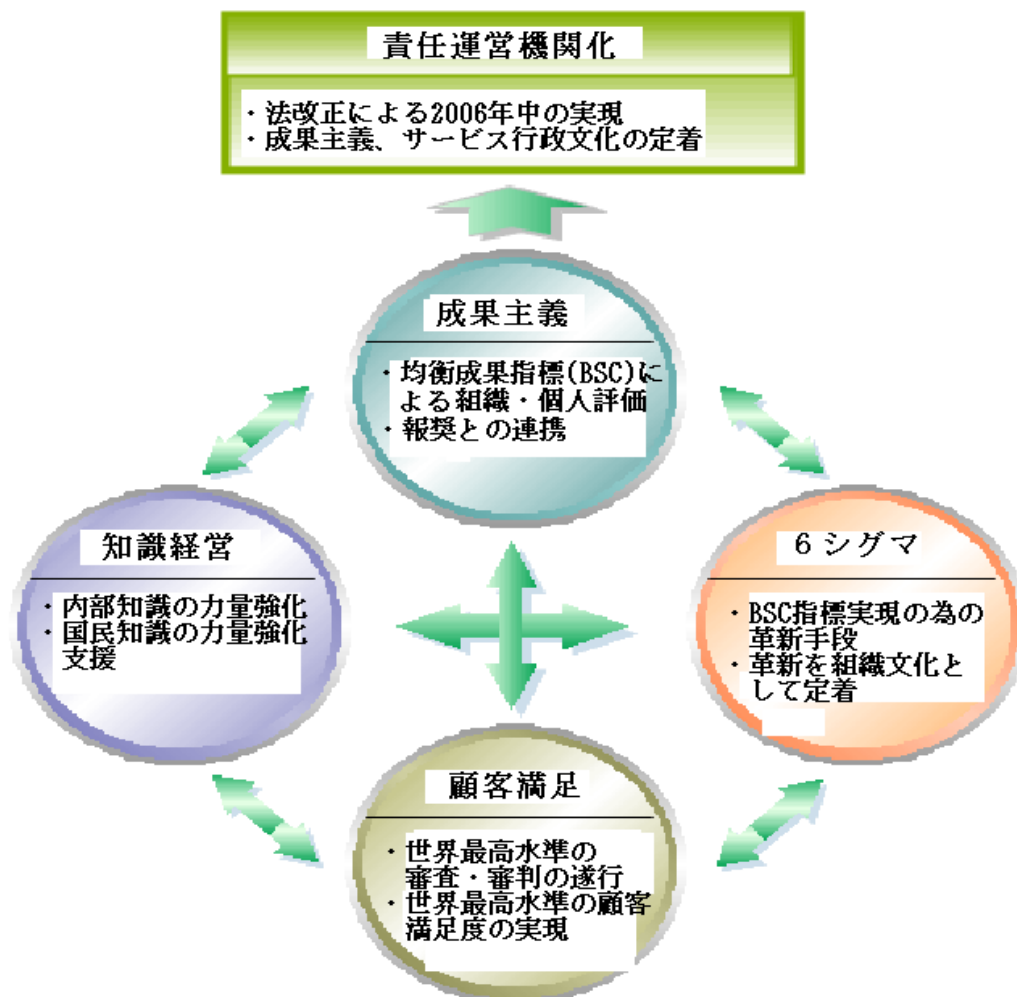 責任運営機関化
・法改正による2006年中の実現
・成果主義、サービス行政文化の定着
成果主義
・均衡成果指標(BSC)に
よる組織・個人評価
・報奨との連携
知識経営
・内部知識の力量強化
・国民知識の力量強化
支援
6シグマ
・BSC指標実現の為の
革新手段
・革新を組織文化と
して定着
顧客満足
・世界最高水準の
審査・審判の遂行
・世界最高水準の顧客
満足度の実現